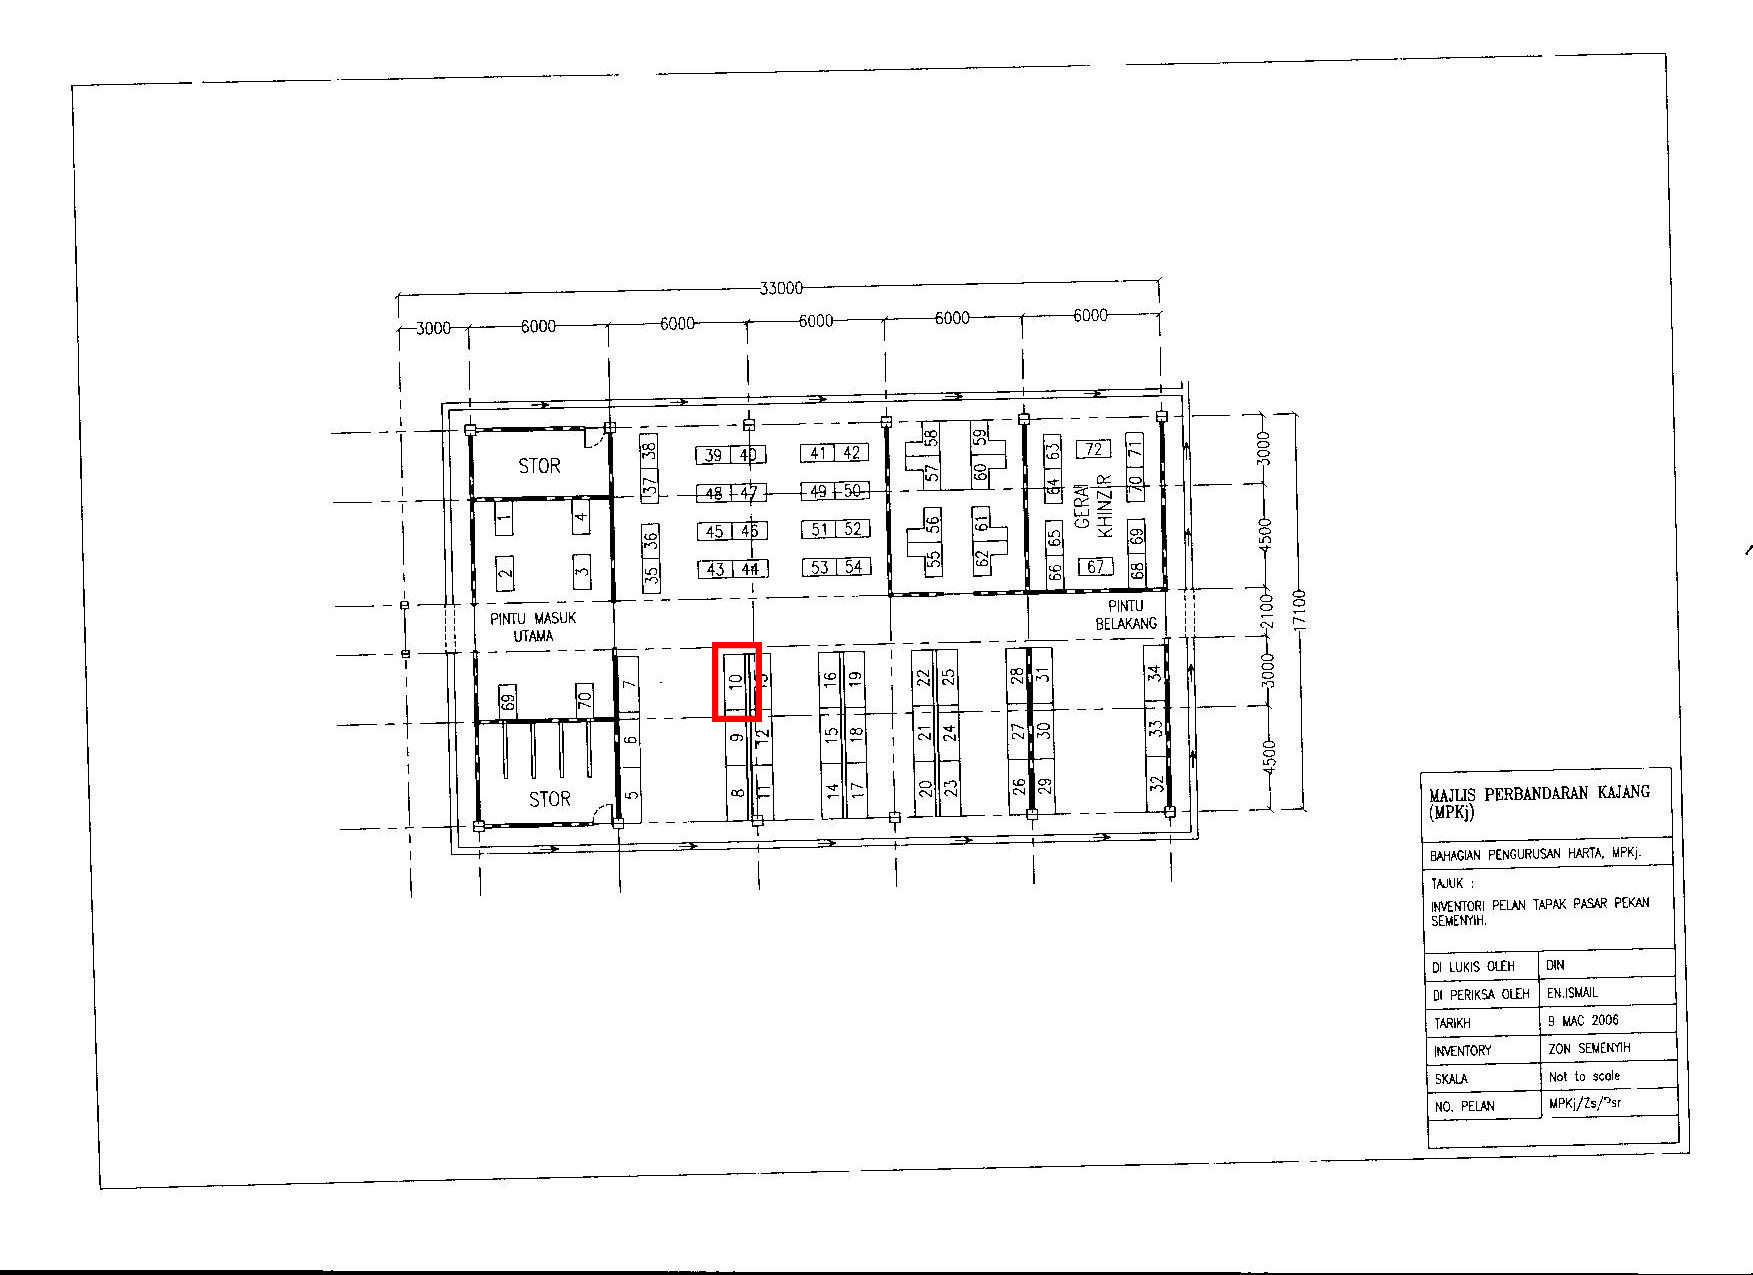 33000
3000 6000 6000 6000 6000 6000
STOR
38 37 36 35
39 40 41 42
48 47 49 50
45 46 51 52
43 44 53 54
58 57 59 60
56 55 61 62
63 64 65 66
72
GERAI
KHINZIR
67
71 70 69 68
1 4
2 3
PINTU MASUK
UTAMA
PINTU
BELAKANG
3000
4500
2100
3000
4500
17100
69 70
STOR
7 10 16 19 22 25 28 31 34
6 9 12 15 18 21 24 27 30 33
5 8 11 14 17 20 23 26 29 32
MAJLIS PERBANDARAN KAJANG
(MPKj)
BAHAGIAN PENGURUSAN HARTA, MPKj.
TAJUK :
INVENTORI PELAN TAPAK PASAR PEKAN
SEMENYIH.
DI LUKIS OLEH DIN
DI PERIKSA OLEH EN.ISMAIL
TARIKH 9 MAC 2006
INVENTORY ZON SEMENYIH
SKALA Not to scale
NO. PELAN MPKj/Zs/